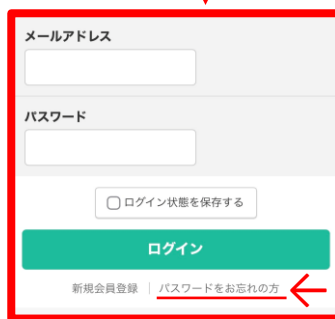 メールアドレス
パスワード
ログイン状態を保存する
ログイン
新規会員登録 | パスワードをお忘れの方